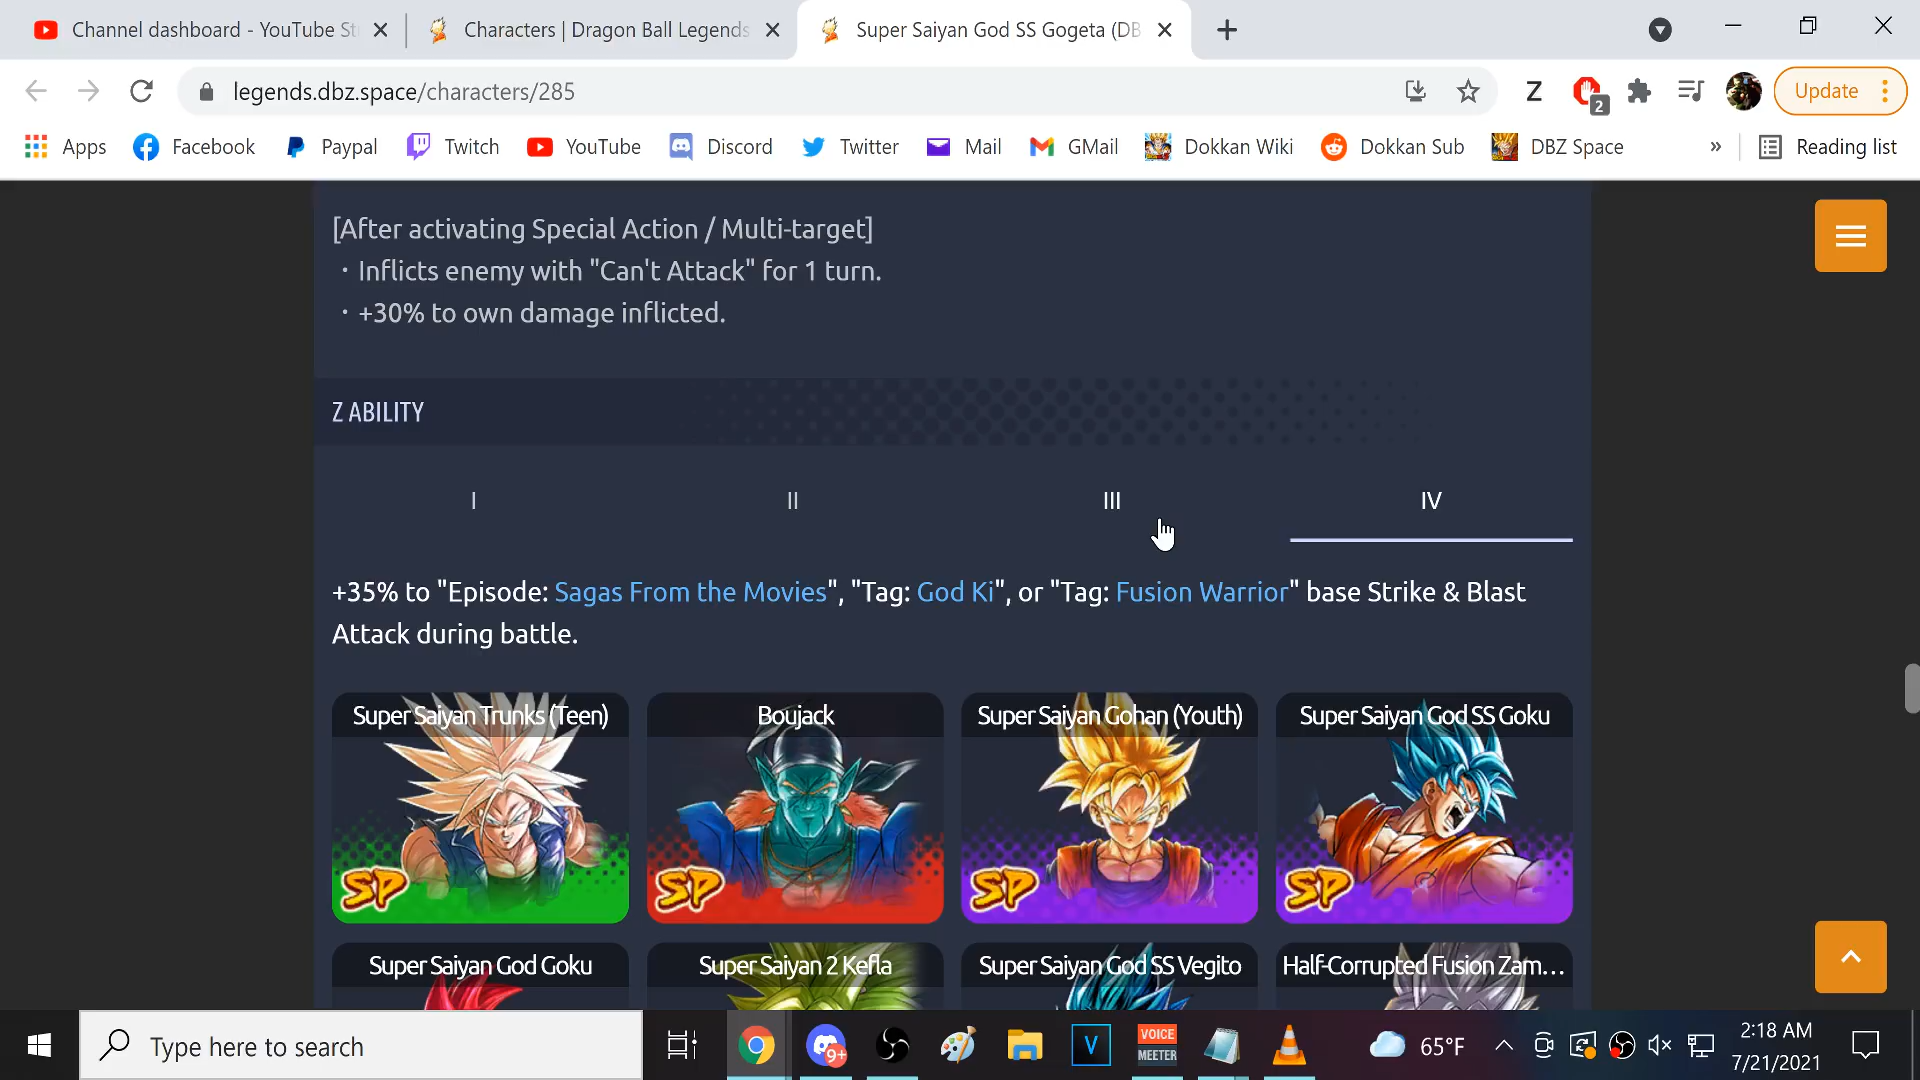 Channel dashboard - YouTube St
Characters | Dragon Ball Legends
Super Saiyan God SS Gogeta (DB
legends.dbz.space/characters/285
Z
2
Update
Apps
Facebook
Paypal
Twitch
YouTube
Discord
Twitter
Mail
GMail
Dokkan Wiki
Dokkan Sub
DBZ Space
»
Reading list
[After activating Special Action / Multi-target]
・Inflicts enemy with "Can't Attack" for 1 turn.
・+30% to own damage inflicted.
Z ABILITY
I
II
III
IV
+35% to "Episode: Sagas From the Movies", "Tag: God Ki", or "Tag: Fusion Warrior" base Strike & Blast
Attack during battle.
Super Saiyan Trunks (Teen)
Boujack
Super Saiyan Gohan (Youth)
Super Saiyan God SS Goku
SP
SP
SP
SP
Super Saiyan God Goku
Super Saiyan 2 Kefla
Super Saiyan God SS Vegito
Half-Corrupted Fusion Zam...
Type here to search
9+
V
VOICE
MEETER
65°F
2:18 AM
7/21/2021